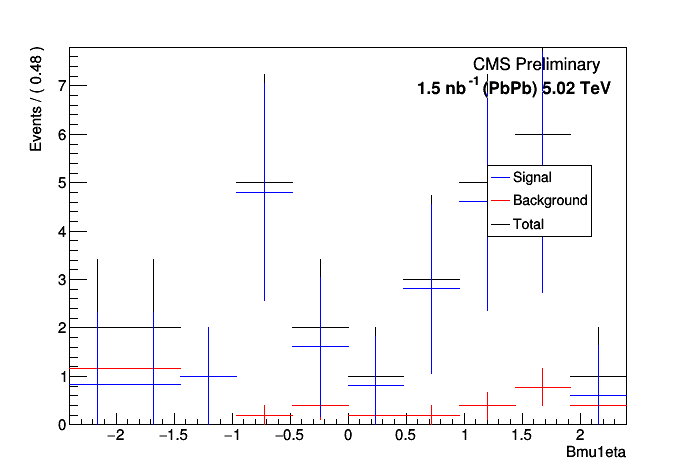 CMS Preliminary
1.5 nb⁻¹ (PbPb) 5.02 TeV
Events / ( 0.48 )
7
6
5
4
3
2
1
0
Signal
Background
Total
−2 −1.5 −1 −0.5 0 0.5 1 1.5 2
Bmu1eta